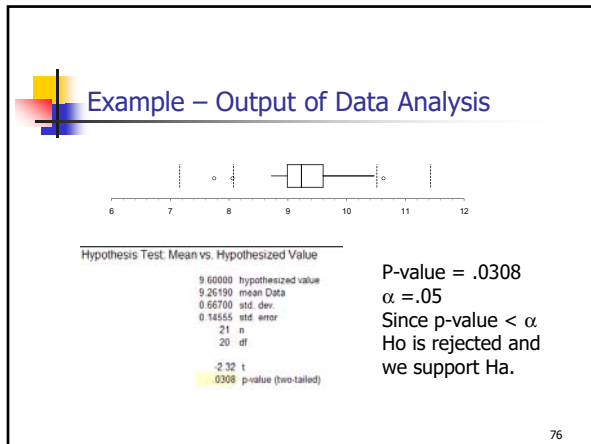 Example – Output of Data Analysis
6 7 8 9 10 11 12
Hypothesis Test: Mean vs. Hypothesized Value
9.60000 hypothesized value
9.26190 mean Data
0.66700 std. dev.
0.14555 std. error
21 n
20 df
-2.32 t
.0308 p-value (two-tailed)
P-value = .0308
α =.05
Since p-value < α
Ho is rejected and
we support Ha.
76